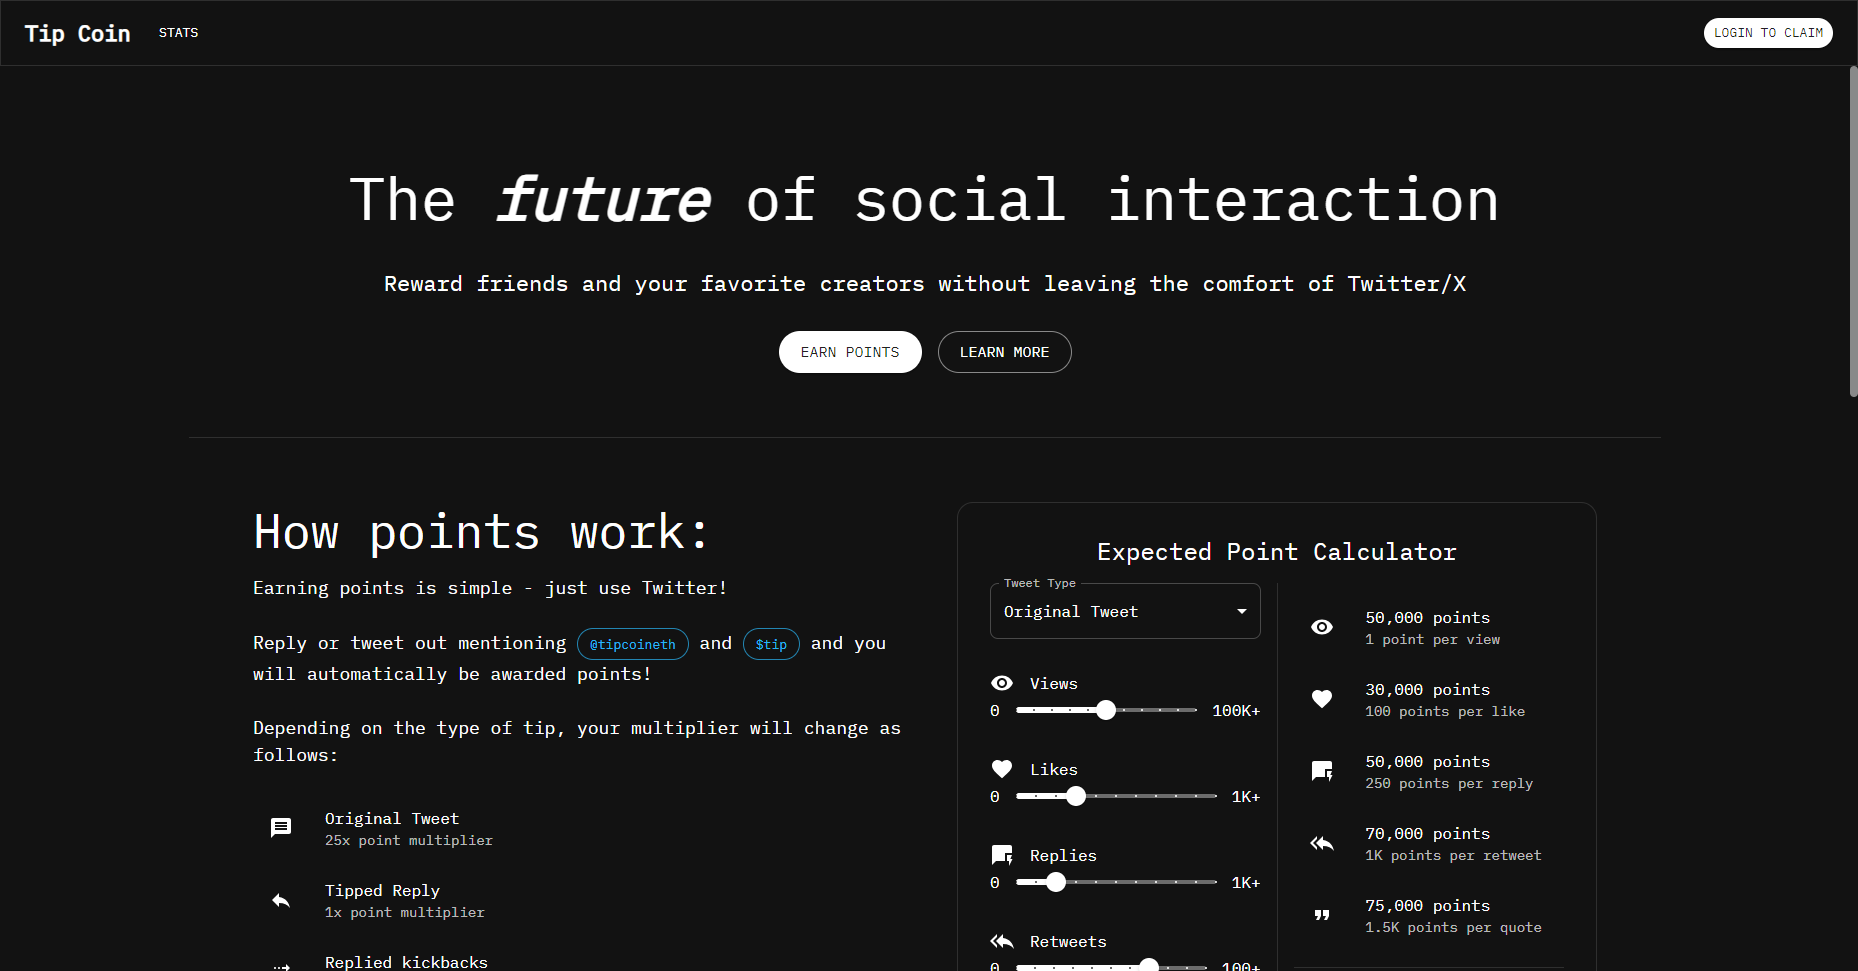 Tip Coin
STATS
LOGIN TO CLAIM
The future of social interaction
Reward friends and your favorite creators without leaving the comfort of Twitter/X
EARN POINTS
LEARN MORE
How points work:
Earning points is simple - just use Twitter!
Reply or tweet out mentioning @tipcoineth and $tip and you
will automatically be awarded points!
Depending on the type of tip, your multiplier will change as
follows:
Original Tweet
25x point multiplier
Tipped Reply
1x point multiplier
Replied kickbacks
Expected Point Calculator
Tweet Type
Original Tweet
Views
0 100K+
Likes
0 1K+
Replies
0 1K+
Retweets
0 100+
50,000 points
1 point per view
30,000 points
100 points per like
50,000 points
250 points per reply
70,000 points
1K points per retweet
75,000 points
1.5K points per quote